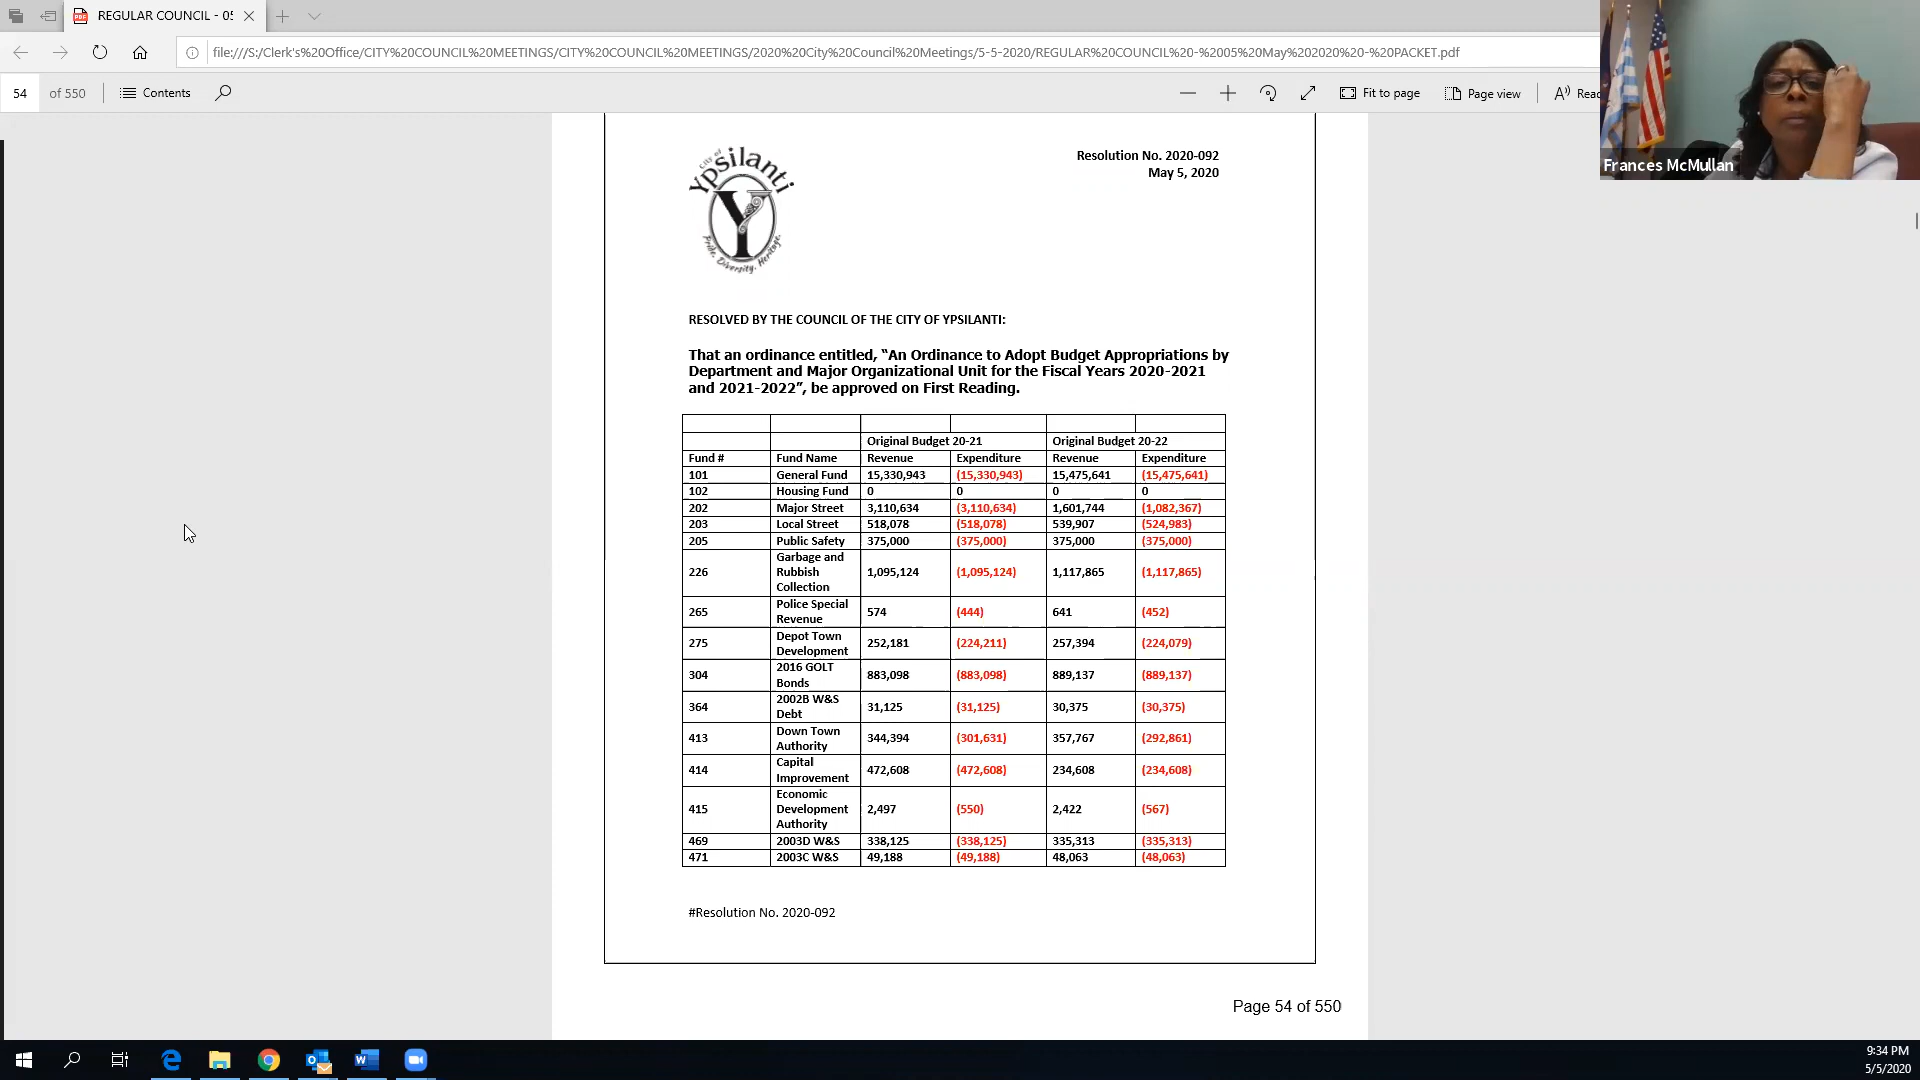 REGULAR COUNCIL - 05
file:///S:/Clerk's%20Office/CITY%20COUNCIL%20MEETINGS/CITY%20COUNCIL%20MEETINGS/2020%20City%20Council%20Meetings/5-5-2020/REGULAR%20COUNCIL%20-%2005%20May%202020%20-%20PACKET.pdf
54 of 550 Contents Fit to page Page view Read
Frances McMullan
City of
Ypsilanti
Y
Pride. Diversity. Heritage.
Resolution No. 2020-092
May 5, 2020
RESOLVED BY THE COUNCIL OF THE CITY OF YPSILANTI:
That an ordinance entitled, “An Ordinance to Adopt Budget Appropriations by
Department and Major Organizational Unit for the Fiscal Years 2020-2021
and 2021-2022”, be approved on First Reading.
Original Budget 20-21 Original Budget 20-22
Fund # Fund Name Revenue Expenditure Revenue Expenditure
101 General Fund 15,330,943 (15,330,943) 15,475,641 (15,475,641)
102 Housing Fund 0 0 0 0
202 Major Street 3,110,634 (3,110,634) 1,601,744 (1,082,367)
203 Local Street 518,078 (518,078) 539,907 (524,983)
205 Public Safety 375,000 (375,000) 375,000 (375,000)
226 Garbage and Rubbish Collection 1,095,124 (1,095,124) 1,117,865 (1,117,865)
265 Police Special Revenue 574 (444) 641 (452)
275 Depot Town Development 252,181 (224,211) 257,394 (224,079)
304 2016 GOLT Bonds 883,098 (883,098) 889,137 (889,137)
364 2002B W&S Debt 31,125 (31,125) 30,375 (30,375)
413 Down Town Authority 344,394 (301,631) 357,767 (292,861)
414 Capital Improvement 472,608 (472,608) 234,608 (234,608)
415 Economic Development Authority 2,497 (550) 2,422 (567)
469 2003D W&S 338,125 (338,125) 335,313 (335,313)
471 2003C W&S 49,188 (49,188) 48,063 (48,063)
#Resolution No. 2020-092
Page 54 of 550
9:34 PM
5/5/2020